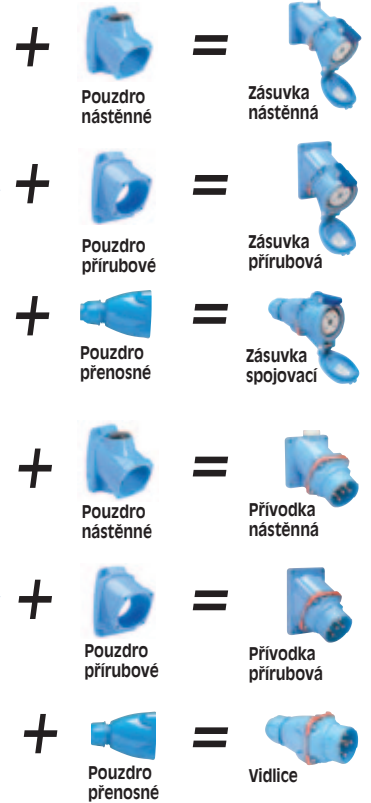 + =
Pouzdro
nástěnné
Zásuvka
nástěnná
+ =
Pouzdro
přírubové
Zásuvka
přírubová
+ =
Pouzdro
přenosné
Zásuvka
spojovací
+ =
Pouzdro
nástěnné
Přívodka
nástěnná
+ =
Pouzdro
přírubové
Přívodka
přírubová
+ =
Pouzdro
přenosné
Vidlice